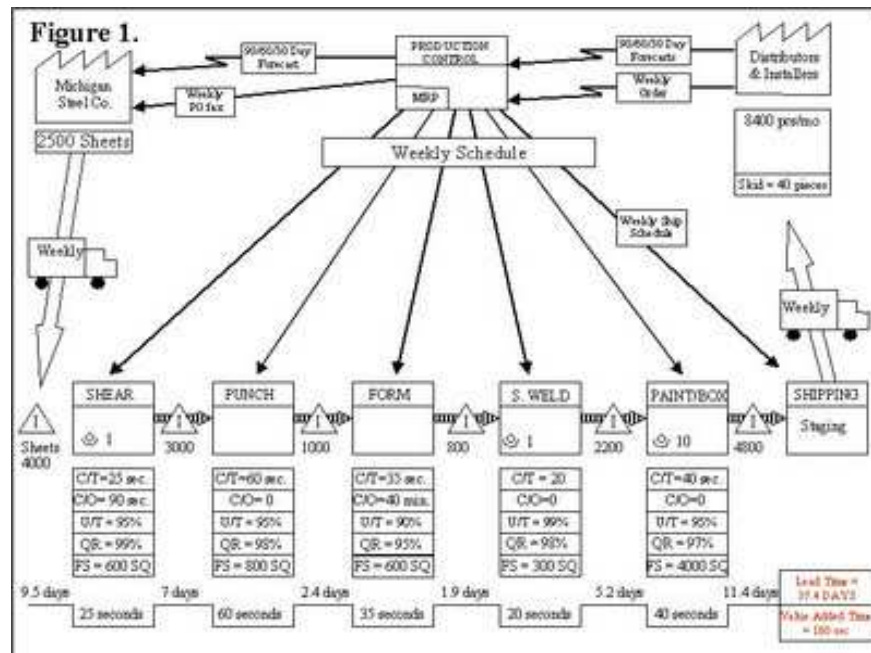 Figure 1.
90/60/30 Day
Forecast
PRODUCTION
CONTROL
90/60/30 Day
Forecasts
Distributors
& Installers
Michigan
Steel Co.
Weekly
PO fax
MRP
Weekly
Order
2500 Sheets
8400 prs/mo
Weekly Schedule
Skid = 40 pieces
Weekly Ship
Schedule
Weekly
Weekly
SHEAR
PUNCH
FORM
S. WELD
PAINT/BOX
SHIPPING
I
I
I
I
I
I
1
1
10
Staging
Sheets
4000
3000
1000
800
2200
4800
C/T=25 sec.
C/O=90 sec.
U/T = 95%
QR = 99%
FS = 600 SQ
C/T=60 sec.
C/O= 0
U/T = 95%
QR = 98%
FS = 800 SQ
C/T=35 sec.
C/O=40 min.
U/T = 90%
QR = 95%
FS = 600 SQ
C/T = 20
C/O=0
U/T = 99%
QR = 98%
FS = 300 SQ
C/T=40 sec.
C/O=0
U/T = 95%
QR = 97%
FS = 4000 SQ
9.5 days
7 days
2.4 days
1.9 days
5.2 days
11.4 days
25 seconds
60 seconds
35 seconds
20 seconds
40 seconds
Lead Time =
37.4 DAYS
Value Added Time
= 180 sec